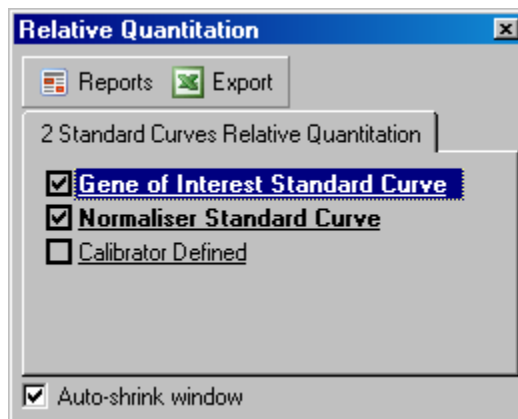 Relative Quantitation
Reports Export
2 Standard Curves Relative Quantitation
Gene of Interest Standard Curve
Normaliser Standard Curve
Calibrator Defined
Auto-shrink window